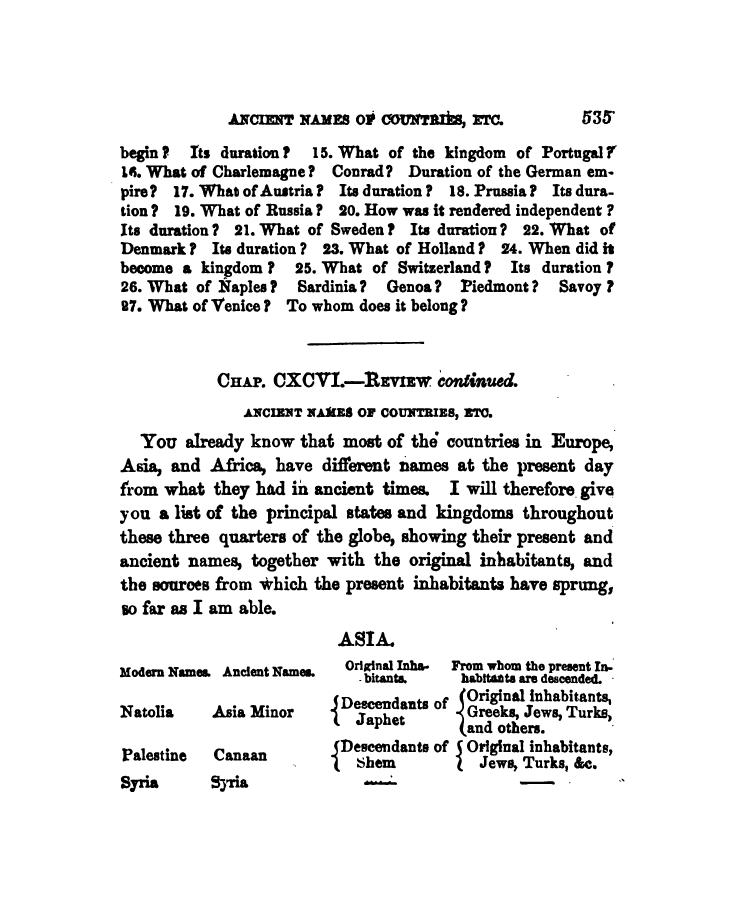 ANCIENT NAMES OF COUNTRIES, ETC. 535
begin? Its duration? 15. What of the kingdom of Portugal?
16. What of Charlemagne? Conrad? Duration of the German em-
pire? 17. What of Austria? Its duration? 18. Prussia? Its dura-
tion? 19. What of Russia? 20. How was it rendered independent?
Its duration? 21. What of Sweden? Its duration? 22. What of
Denmark? Its duration? 23. What of Holland? 24. When did it
become a kingdom? 25. What of Switzerland? Its duration?
26. What of Naples? Sardinia? Genoa? Piedmont? Savoy?
27. What of Venice? To whom does it belong?
CHAP. CXCVI.—REVIEW continued.
ANCIENT NAMES OF COUNTRIES, ETC.
YOU already know that most of the countries in Europe,
Asia, and Africa, have different names at the present day
from what they had in ancient times. I will therefore give
you a list of the principal states and kingdoms throughout
these three quarters of the globe, showing their present and
ancient names, together with the original inhabitants, and
the sources from which the present inhabitants have sprung,
so far as I am able.
ASIA.
Modern Names. Ancient Names. Original Inha- From whom the present In-
bitants. habitants are descended.
Natolia Asia Minor { Descendants of Japhet { Original inhabitants,
Greeks, Jews, Turks,
and others.
Palestine Canaan { Descendants of Shem { Original inhabitants,
Jews, Turks, &c.
Syria Syria — —